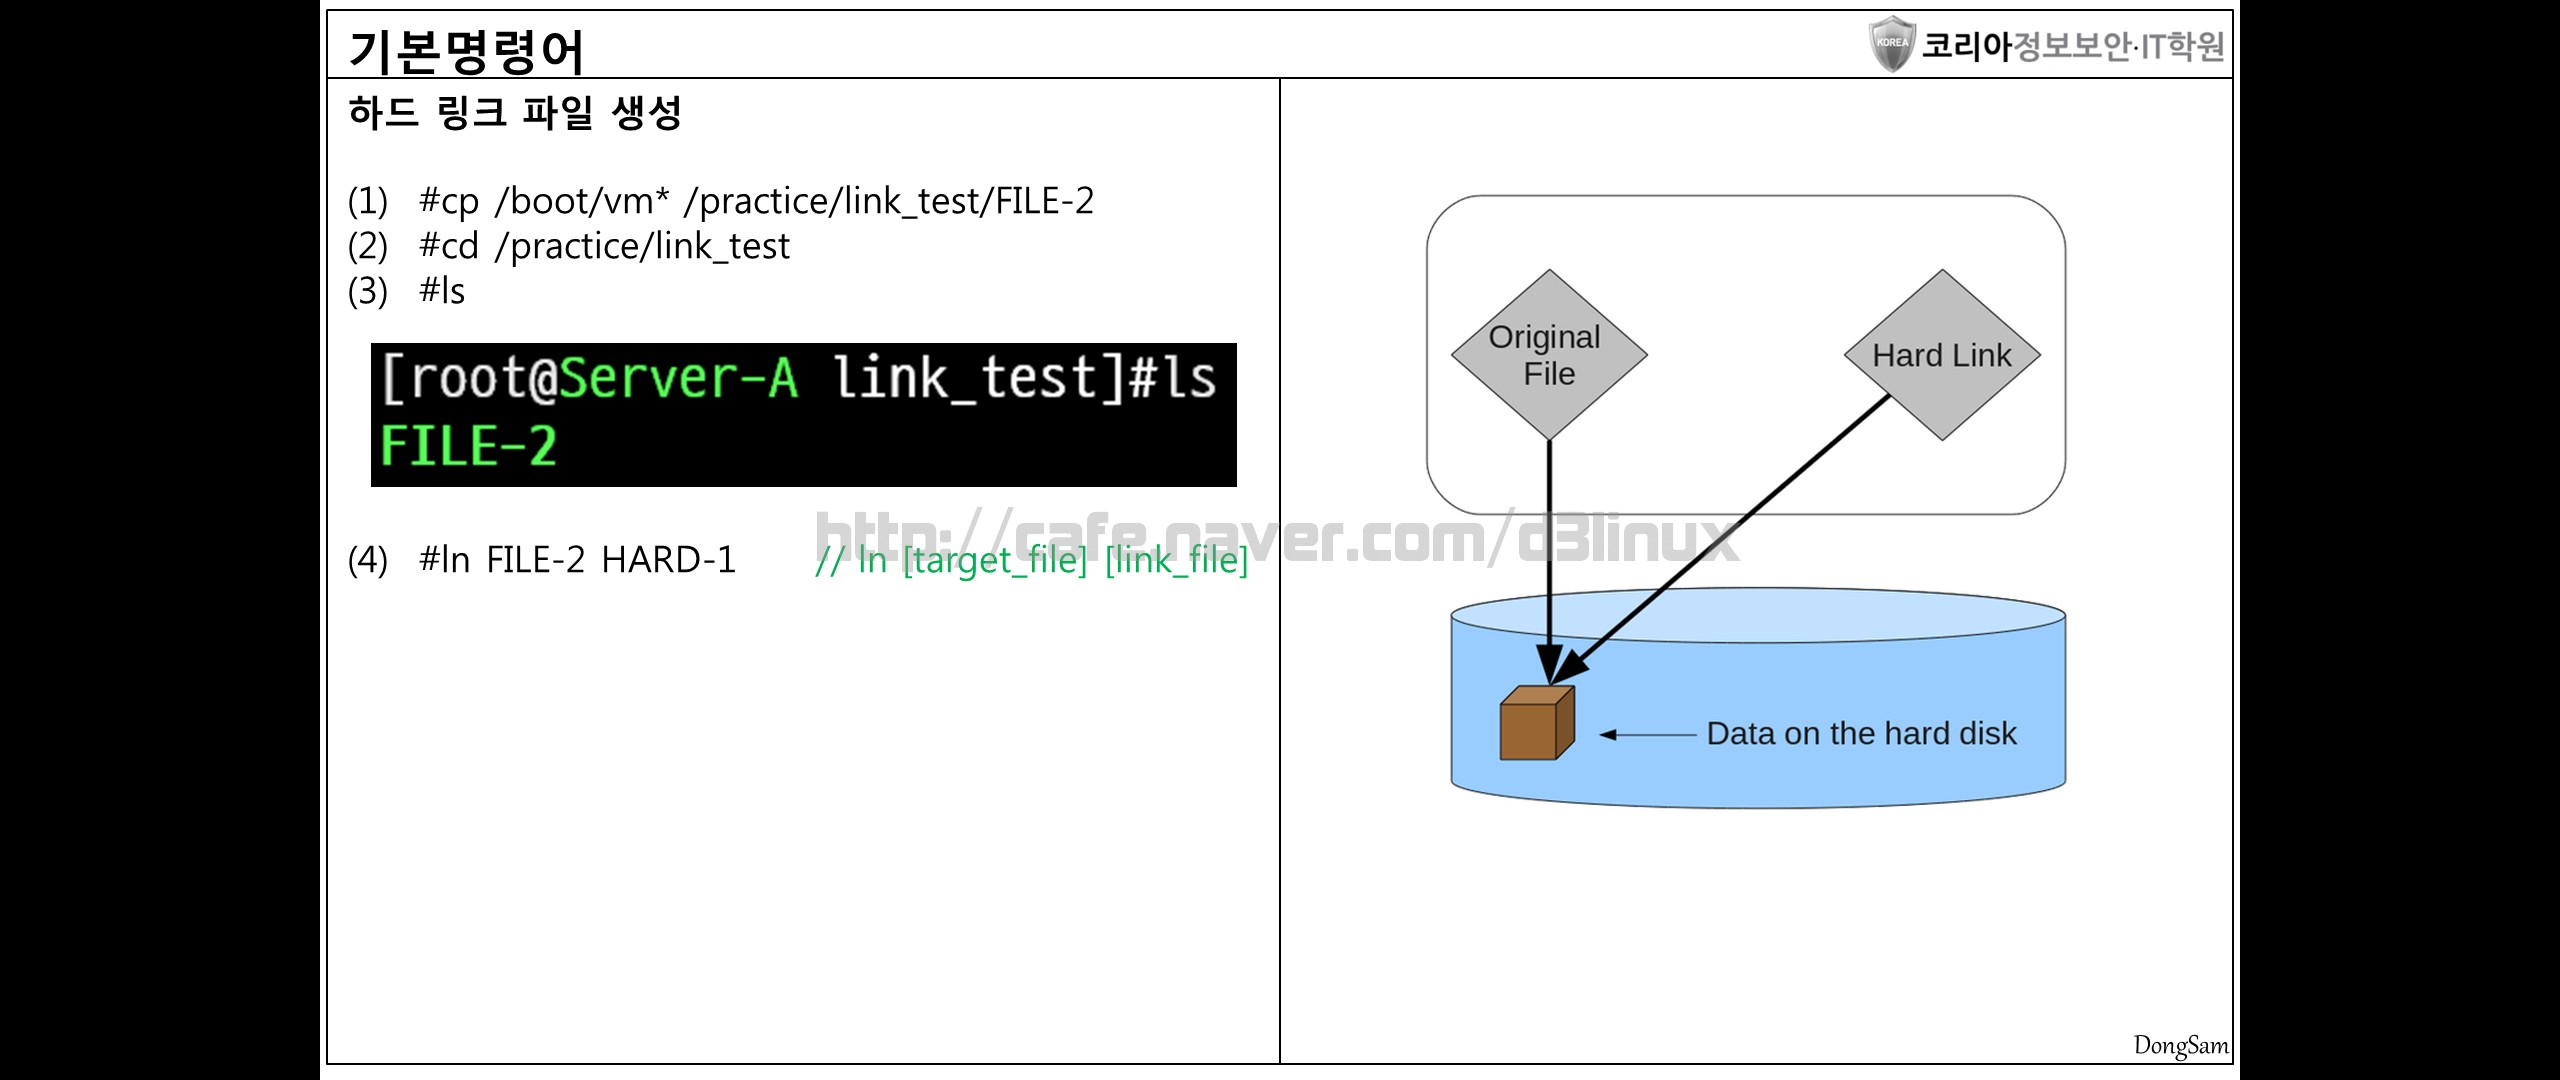 기본명령어
KOREA 코리아정보보안·IT학원
하드 링크 파일 생성
(1) #cp /boot/vm* /practice/link_test/FILE-2
(2) #cd /practice/link_test
(3) #ls
[root@Server-A link_test]#ls
FILE-2
(4) #ln FILE-2 HARD-1 // ln [target_file] [link_file]
http://cafe.naver.com/d3linux
Original
File
Hard Link
Data on the hard disk
DongSam